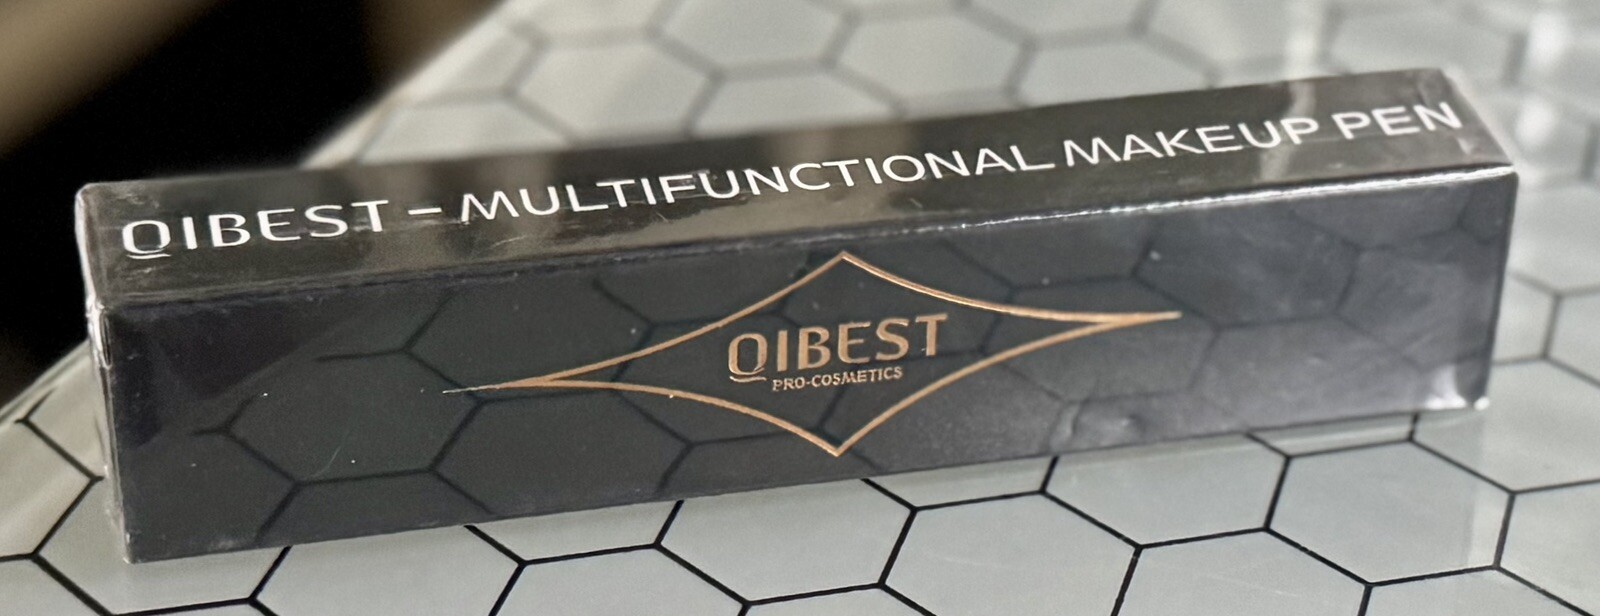 QIBEST – MULTIFUNCTIONAL MAKEUP PEN
QIBEST
PRO-COSMETICS